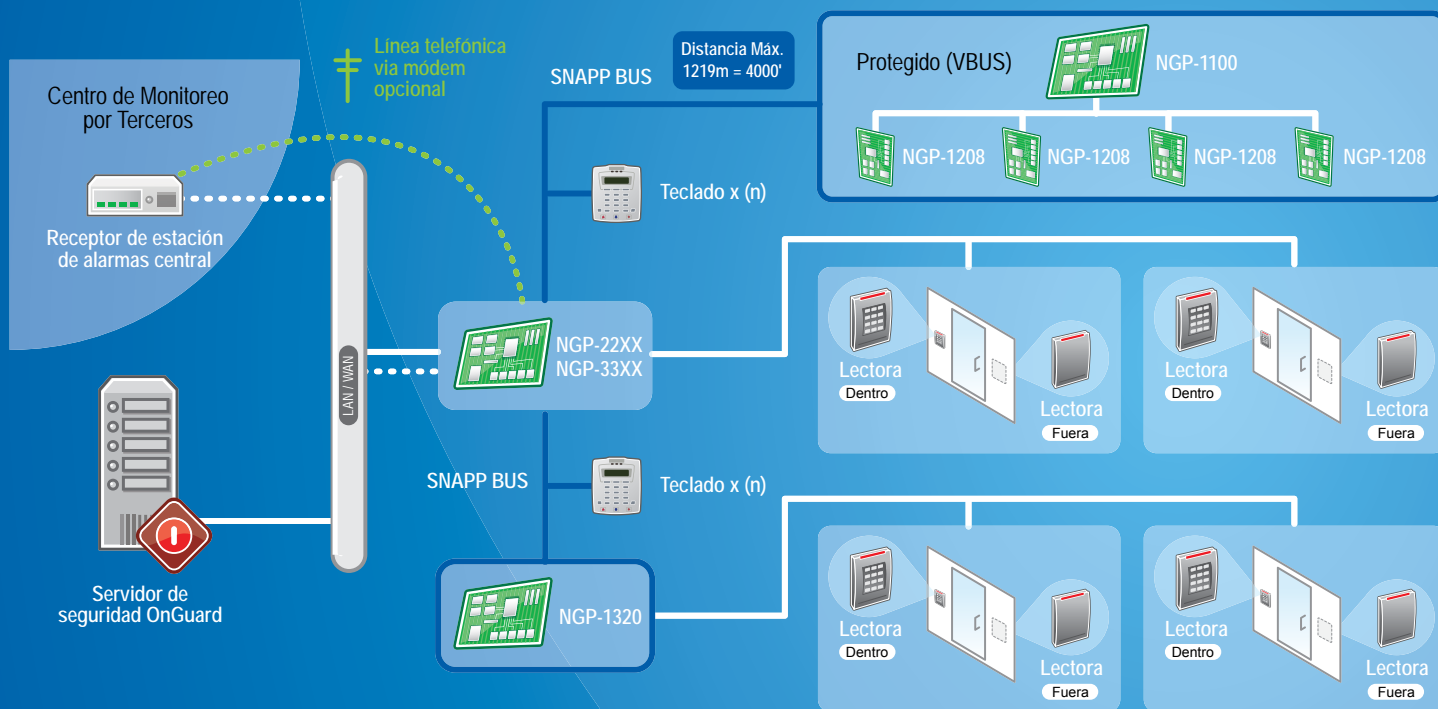 Centro de Monitoreo
por Terceros
Receptor de estación
de alarmas central
Servidor de
seguridad OnGuard
Línea telefónica
via módem
opcional
LAN / WAN
SNAPP BUS
Distancia Máx.
1219m = 4000'
Protegido (VBUS)
NGP-1100
NGP-1208
NGP-1208
NGP-1208
NGP-1208
Teclado x (n)
NGP-22XX
NGP-33XX
Lectora
Dentro
Lectora
Fuera
Lectora
Dentro
Lectora
Fuera
SNAPP BUS
Teclado x (n)
NGP-1320
Lectora
Dentro
Lectora
Fuera
Lectora
Dentro
Lectora
Fuera